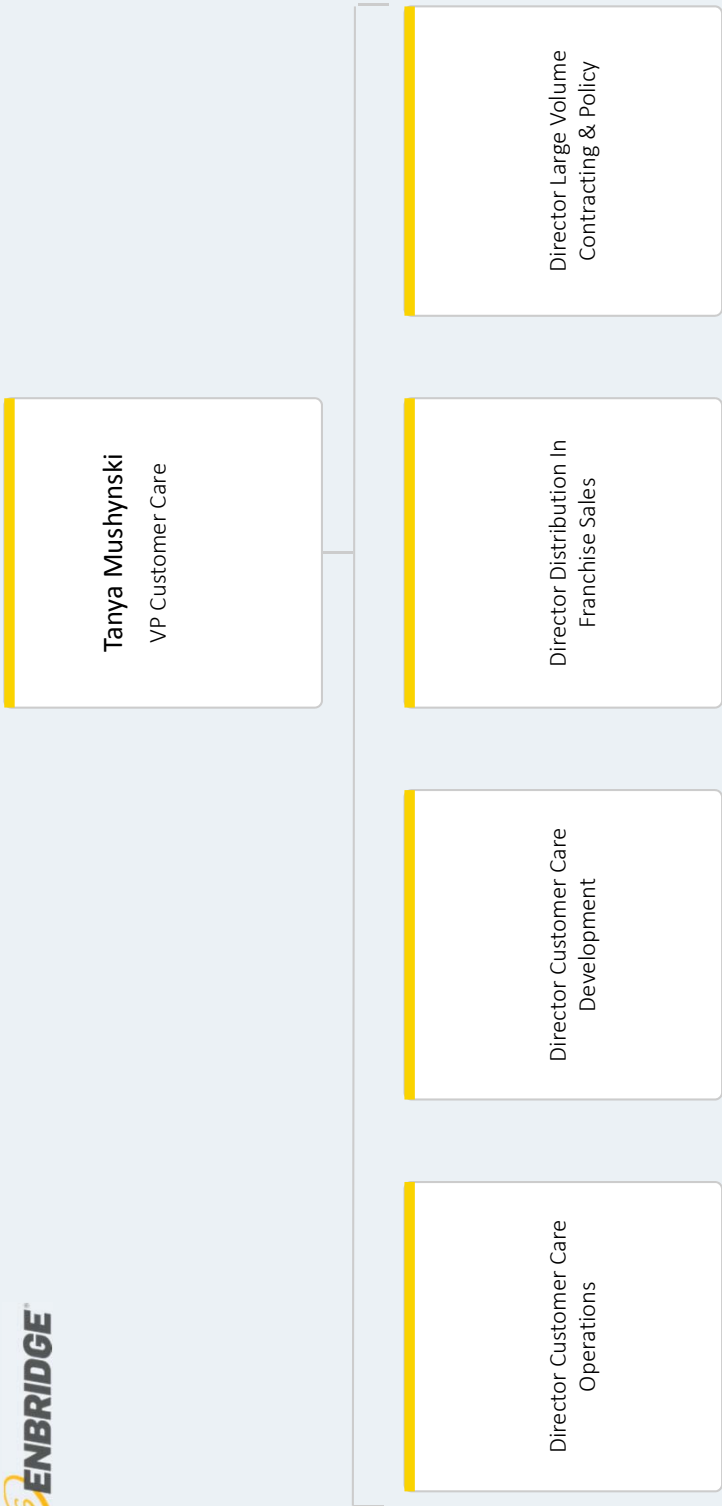 ENBRIDGE
Tanya Mushynski
VP Customer Care
Director Customer Care
Operations
Director Customer Care
Development
Director Distribution In
Franchise Sales
Director Large Volume
Contracting & Policy